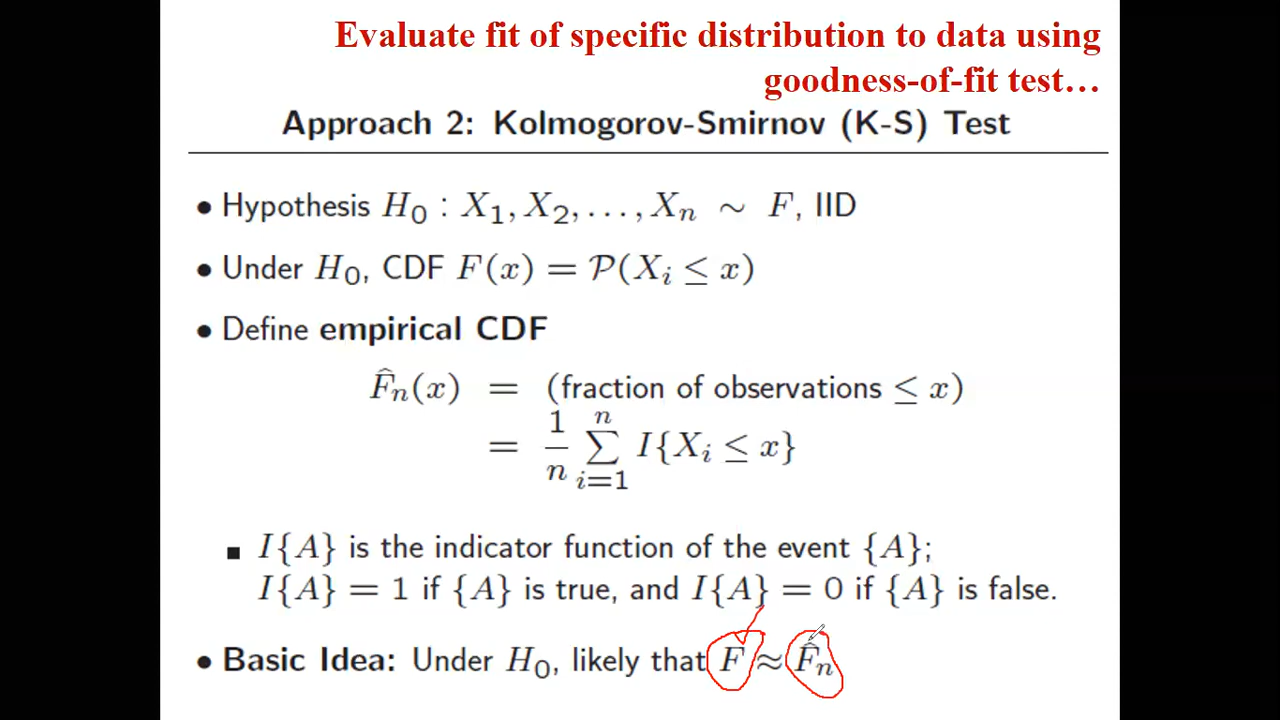 Evaluate fit of specific distribution to data using
goodness-of-fit test…
Approach 2: Kolmogorov-Smirnov (K-S) Test
• Hypothesis H₀ : X₁, X₂, . . . , Xₙ ∼ F, IID
• Under H₀, CDF F(x) = 𝒫(Xᵢ ≤ x)
• Define empirical CDF
F̂ₙ(x) = (fraction of observations ≤ x)
= 1/n ∑ᵢ₌₁ⁿ I{Xᵢ ≤ x}
■ I{A} is the indicator function of the event {A};
I{A} = 1 if {A} is true, and I{A} = 0 if {A} is false.
• Basic Idea: Under H₀, likely that F ≈ F̂ₙ